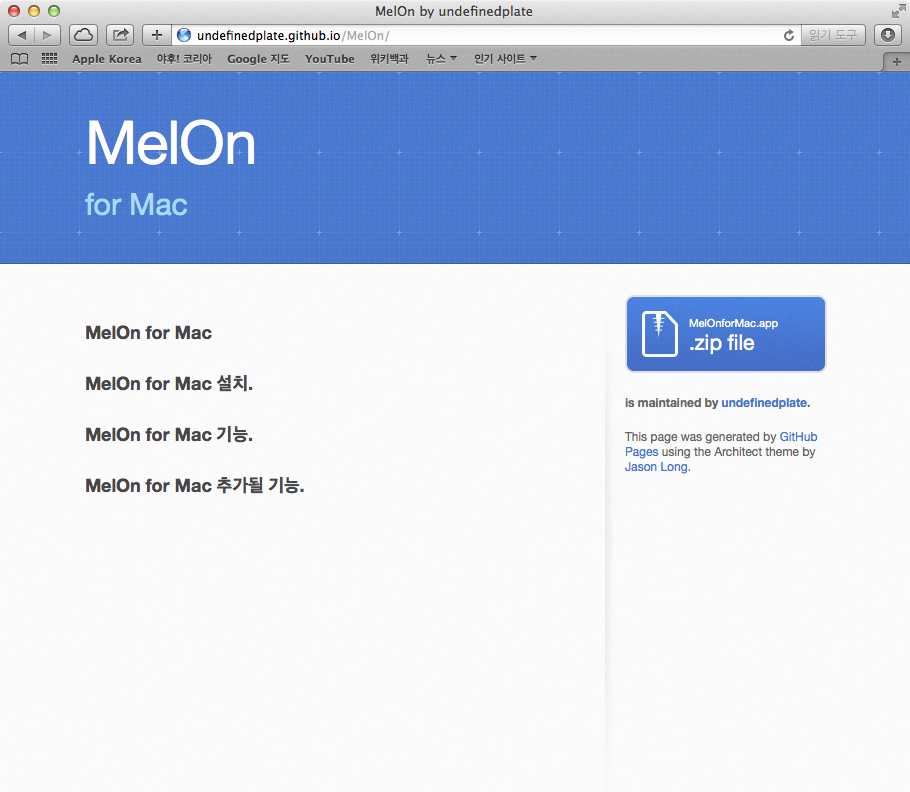 MelOn by undefinedplate
undefinedplate.github.io/MelOn/
읽기 도구
Apple Korea 야후! 코리아 Google 지도 YouTube 위키백과 뉴스 인기 사이트
MelOn
for Mac
MelOn for Mac
MelOn for Mac 설치.
MelOn for Mac 기능.
MelOn for Mac 추가될 기능.
MelOnforMac.app
.zip file
is maintained by undefinedplate.
This page was generated by GitHub
Pages using the Architect theme by
Jason Long.